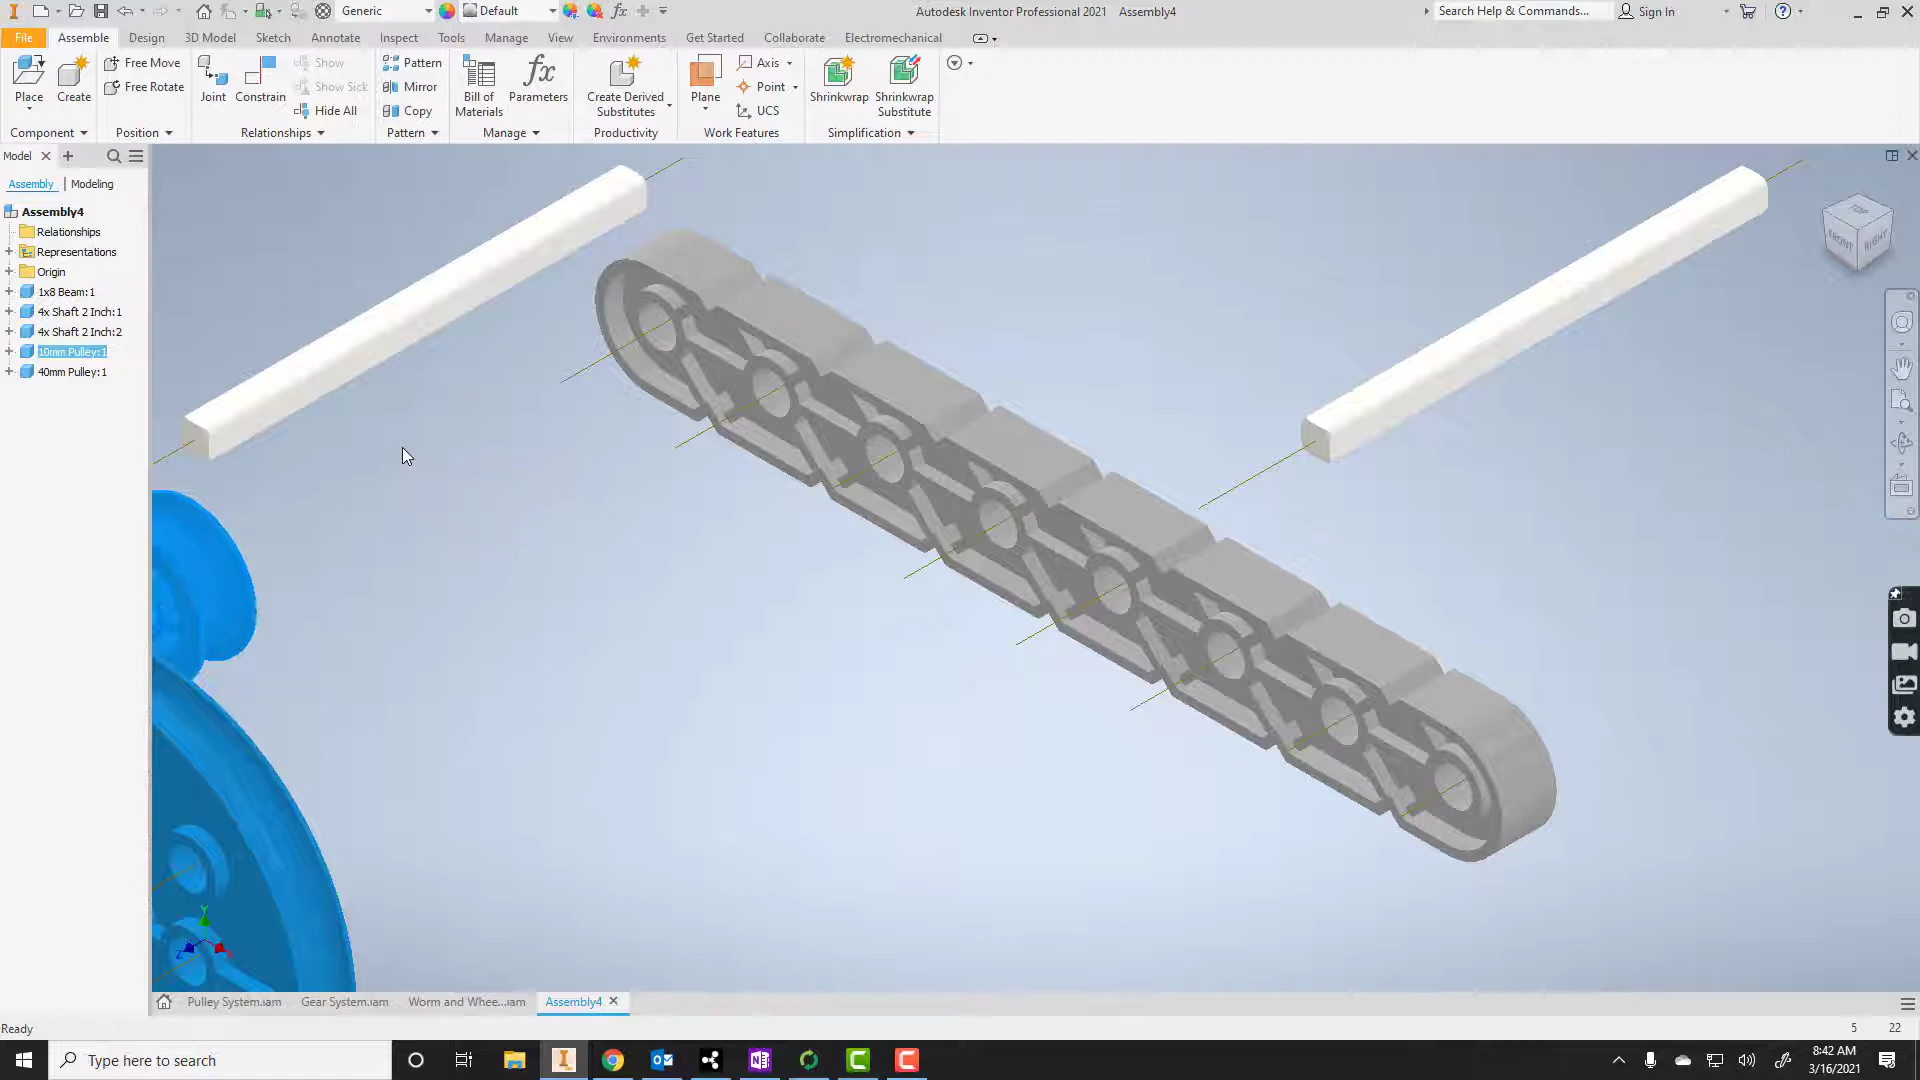 Generic
Default
fx
Autodesk Inventor Professional 2021 Assembly4
Search Help & Commands...
Sign In
File Assemble Design 3D Model Sketch Annotate Inspect Tools Manage View Environments Get Started Collaborate Electromechanical
Place
Create
Free Move
Free Rotate
Joint
Constrain
Show
Show Sick
Hide All
Pattern
Mirror
Copy
Bill of
Materials
fx
Parameters
Create Derived
Substitutes
Plane
Axis
Point
UCS
Shrinkwrap
Shrinkwrap
Substitute
Component Position Relationships Pattern Manage Productivity Work Features Simplification
Model
Assembly Modeling
Assembly4
Relationships
Representations
Origin
1x8 Beam:1
4x Shaft 2 Inch:1
4x Shaft 2 Inch:2
10mm Pulley:1
40mm Pulley:1
TOP
FRONT
RIGHT
Y
Z
X
Pulley System.iam Gear System.iam Worm and Whee...iam Assembly4
Ready
5 22
Type here to search
8:42 AM
3/16/2021